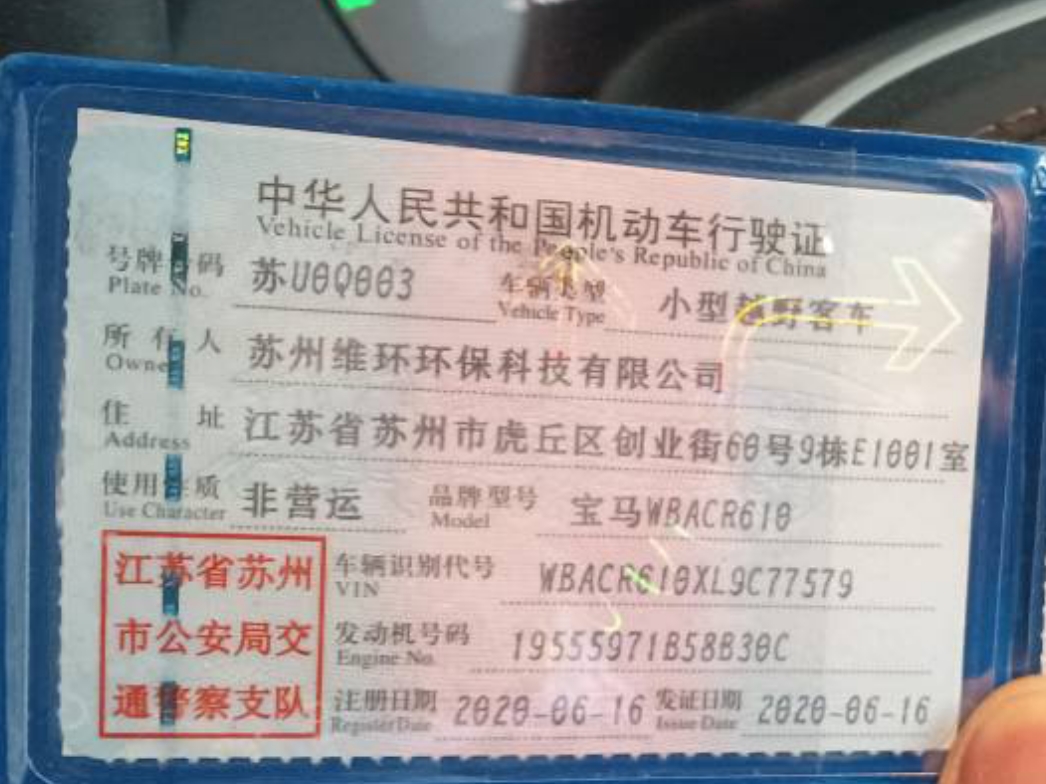 中华人民共和国机动车行驶证
Vehicle License of the People's Republic of China
号牌号码 苏U0Q003 车辆类型 小型越野客车
Plate No. Vehicle Type
所有人 苏州维环环保科技有限公司
Owner
住址 江苏省苏州市虎丘区创业街60号9栋E1001室
Address
使用性质 非营运 品牌型号 宝马WBACR610
Use Character Model
江苏省苏州
市公安局交
通警察支队
车辆识别代号 WBACR610XL9C77579
VIN
发动机号码 19555971B58B30C
Engine No.
注册日期 2020-06-16 发证日期 2020-06-16
Register Date Issue Date